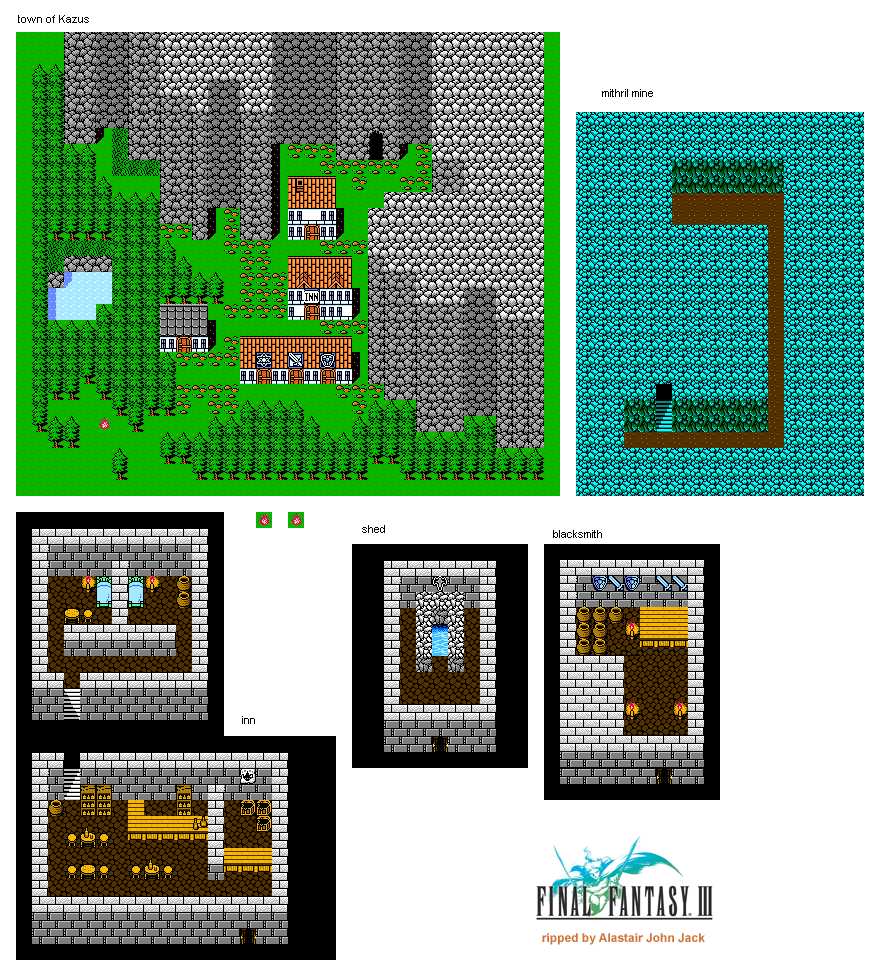 town of Kazus
mithril mine
INN
shed
blacksmith
inn
FINAL FANTASY. III
ripped by Alastair John Jack